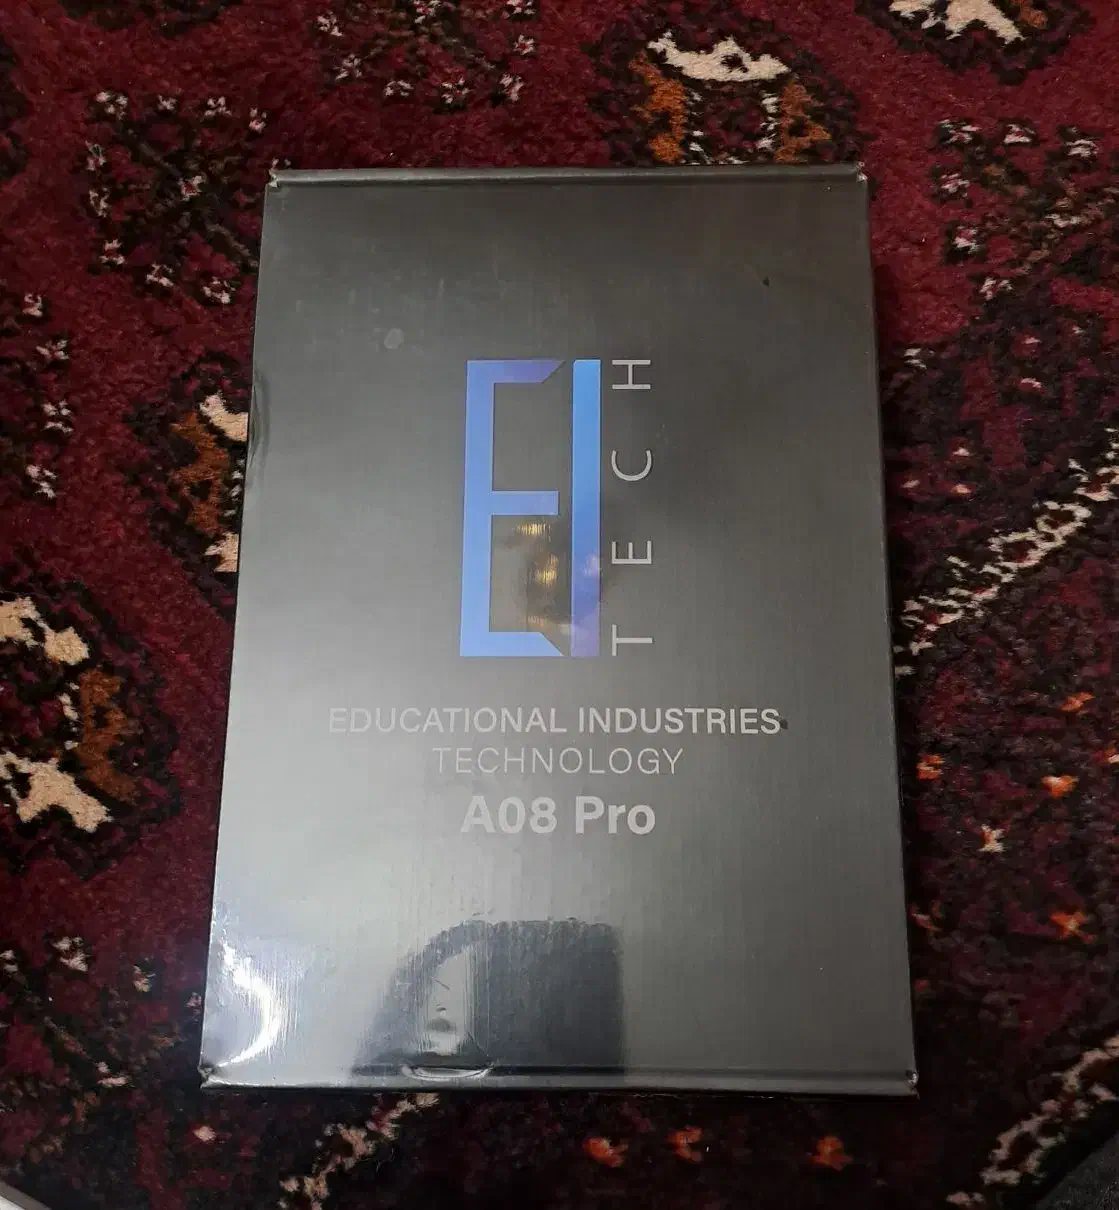 EI
TECH
EDUCATIONAL INDUSTRIES
TECHNOLOGY
A08 Pro